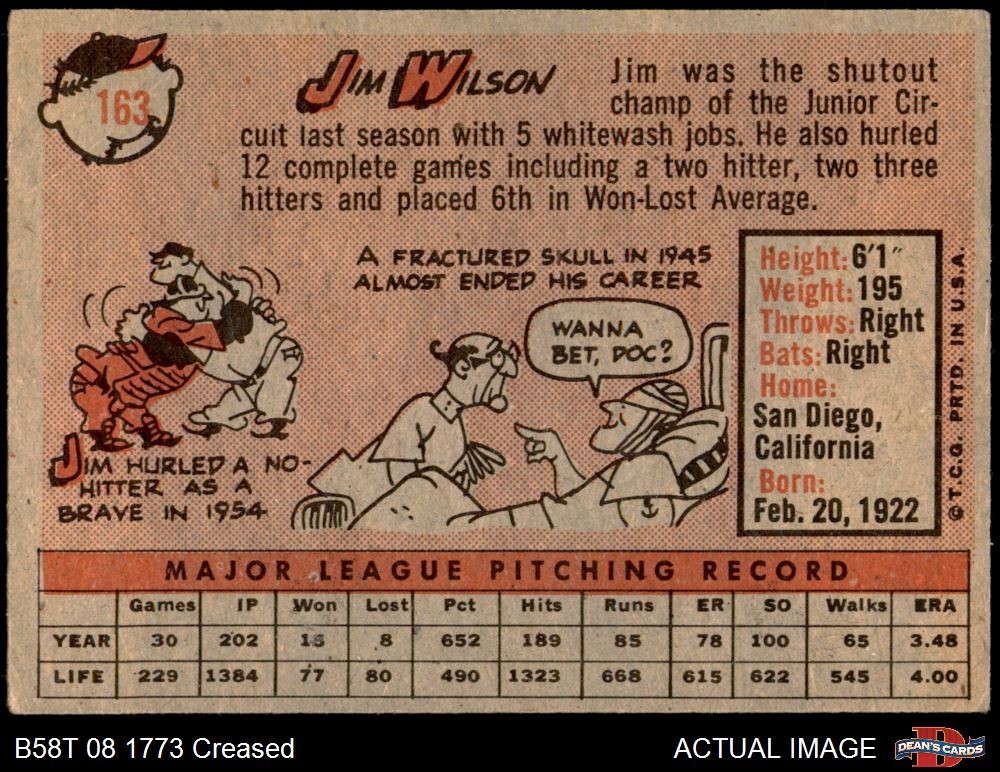 163
JIM WILSON
Jim was the shutout
champ of the Junior Cir-
cuit last season with 5 whitewash jobs. He also hurled
12 complete games including a two hitter, two three
hitters and placed 6th in Won-Lost Average.
A FRACTURED SKULL IN 1945
ALMOST ENDED HIS CAREER
WANNA
BET, DOC?
JIM HURLED A NO-
HITTER AS A
BRAVE IN 1954
Height: 6'1"
Weight: 195
Throws: Right
Bats: Right
Home:
San Diego,
California
Born:
Feb. 20, 1922
© T.C.G. PRTD. IN U.S.A.
MAJOR LEAGUE PITCHING RECORD
Games IP Won Lost Pct Hits Runs ER SO Walks ERA
YEAR 30 202 15 8 652 189 85 78 100 65 3.48
LIFE 229 1384 77 80 490 1323 668 615 622 545 4.00
B58T 08 1773 Creased
ACTUAL IMAGE
DEAN'S CARDS